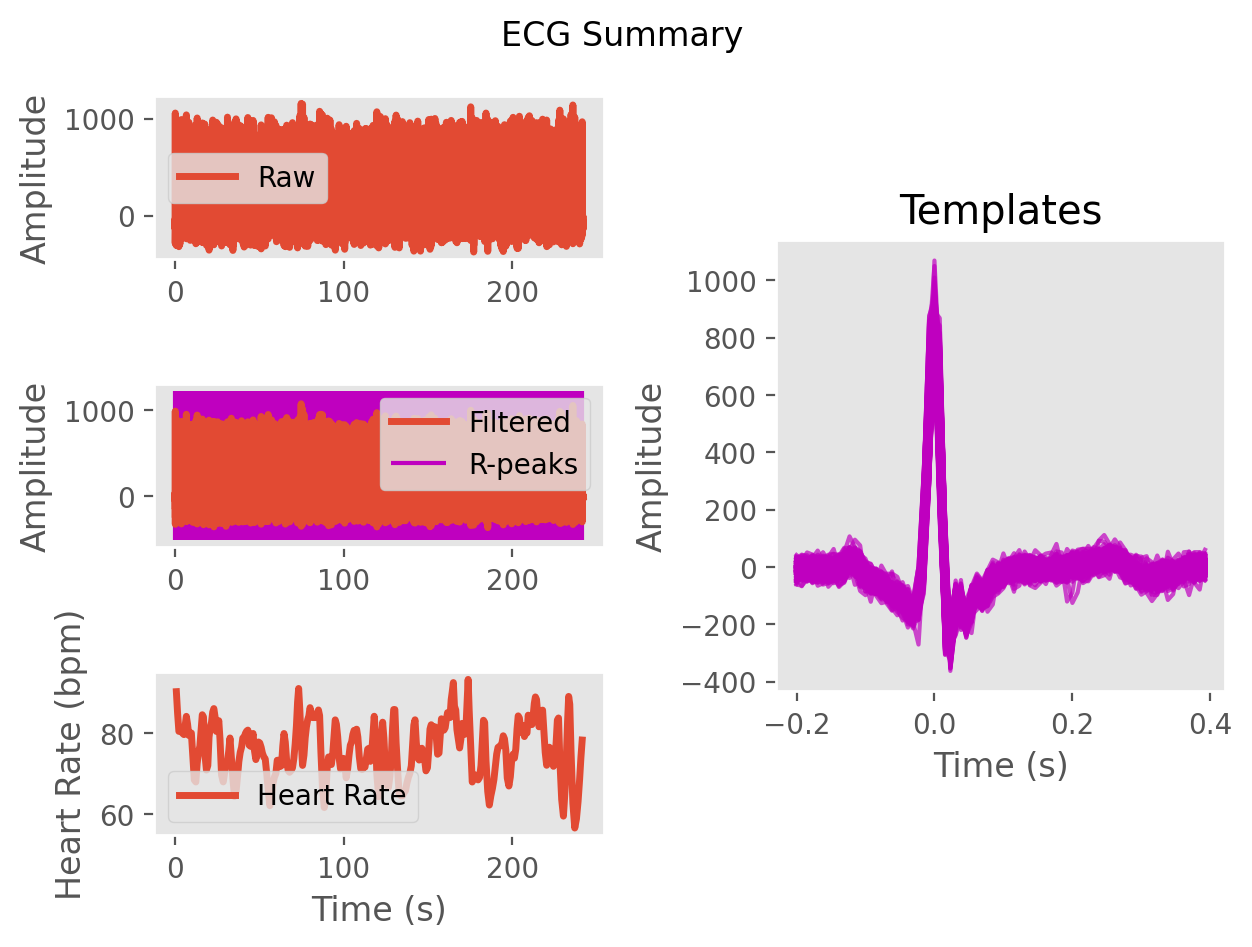 ECG Summary
Amplitude
1000
0
Raw
0 100 200
Amplitude
1000
0
Filtered
R-peaks
0 100 200
Heart Rate (bpm)
80
60
Heart Rate
0 100 200
Time (s)
Templates
Amplitude
1000
800
600
400
200
0
−200
−400
−0.2 0.0 0.2 0.4
Time (s)